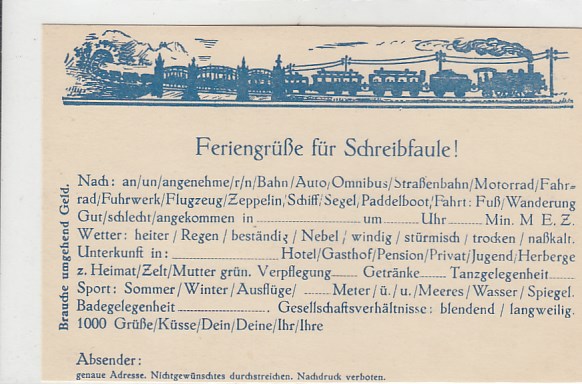 Feriengrüße für Schreibfaule!
Nach: an/un/angenehme/r/n/Bahn/Auto/Omnibus/Straßenbahn/Motorrad/Fahr-
rad/Fuhrwerk/Flugzeug/Zeppelin/Schiff/Segel/Paddelboot/Fahrt: Fuß/Wanderung
Gut/schlecht/angekommen in ........ um ........ Uhr ........ Min. M E Z.
Wetter: heiter / Regen / beständig / Nebel / windig / stürmisch / trocken / naßkalt.
Unterkunft in: ........ Hotel/Gasthof/Pension/Privat/Jugend/Herberge
z. Heimat/Zelt/Mutter grün. Verpflegung ........ Getränke ........ Tanzgelegenheit ........
Sport: Sommer/Winter/Ausflüge/ ........ Meter/ü./u./Meeres/Wasser/Spiegel.
Badegelegenheit ........ Gesellschaftsverhältnisse: blendend / langweilig.
1000 Grüße/Küsse/Dein/Deine/Ihr/Ihre
Absender:
genaue Adresse. Nichtgewünschtes durchstreichen. Nachdruck verboten.
Brauche umgehend Geld.